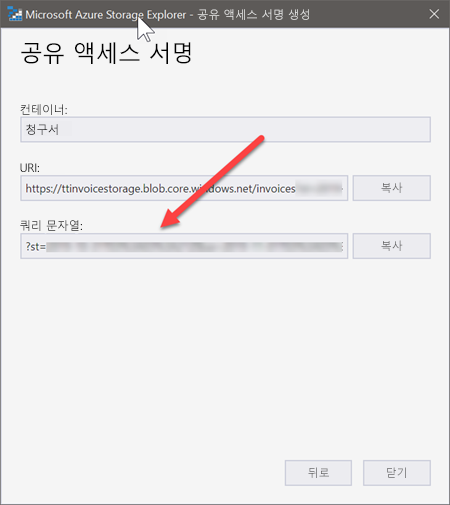 Microsoft Azure Storage Explorer - 공유 액세스 서명 생성
공유 액세스 서명
컨테이너:
청구서
URI:
https://ttinvoicestorage.blob.core.windows.net/invoices
복사
쿼리 문자열:
?st=
복사
뒤로
닫기